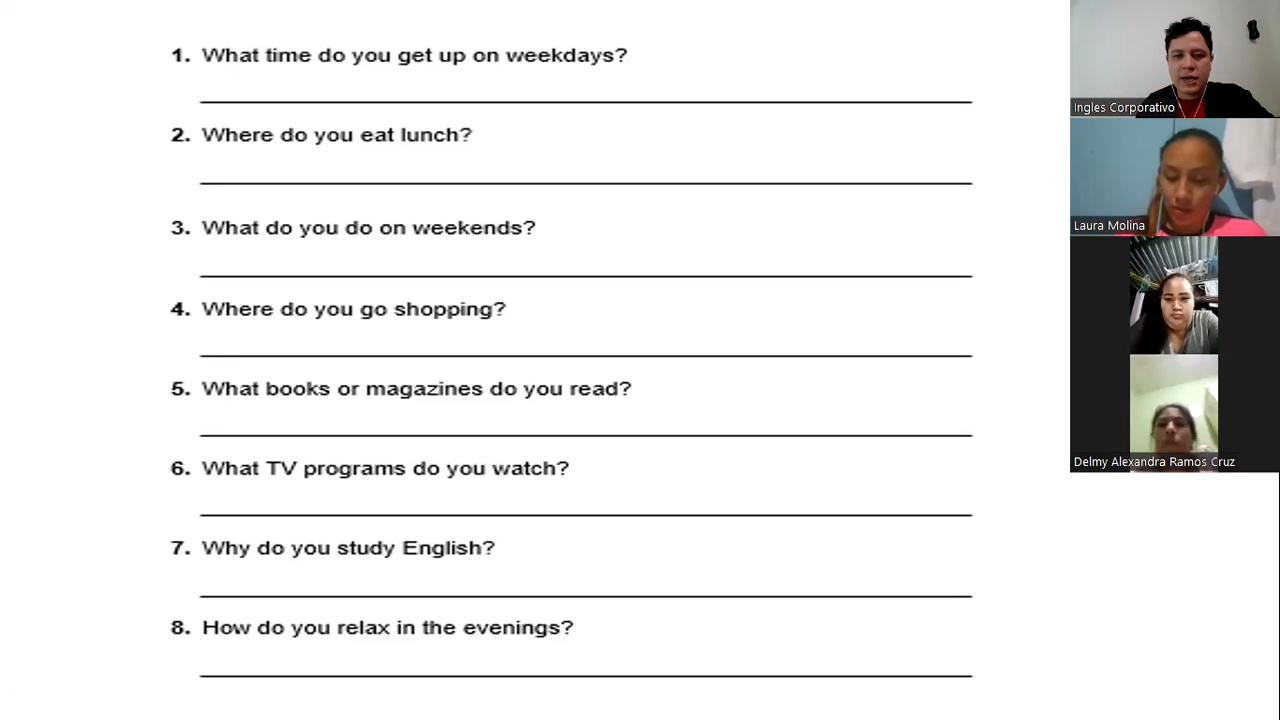 1. What time do you get up on weekdays?
2. Where do you eat lunch?
3. What do you do on weekends?
4. Where do you go shopping?
5. What books or magazines do you read?
6. What TV programs do you watch?
7. Why do you study English?
8. How do you relax in the evenings?
Ingles Corporativo
Laura Molina
Delmy Alexandra Ramos Cruz